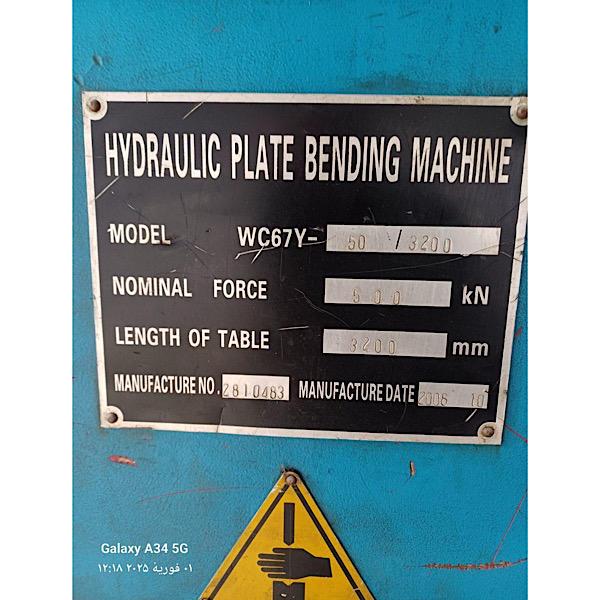 HYDRAULIC PLATE BENDING MACHINE
MODEL WC67Y- 50 / 3200
NOMINAL FORCE 500 kN
LENGTH OF TABLE 3200 mm
MANUFACTURE NO. 2810483 MANUFACTURE DATE 2008 10
Galaxy A34 5G
٠١ فورية ٢٠٢٥ ١٢:١٨